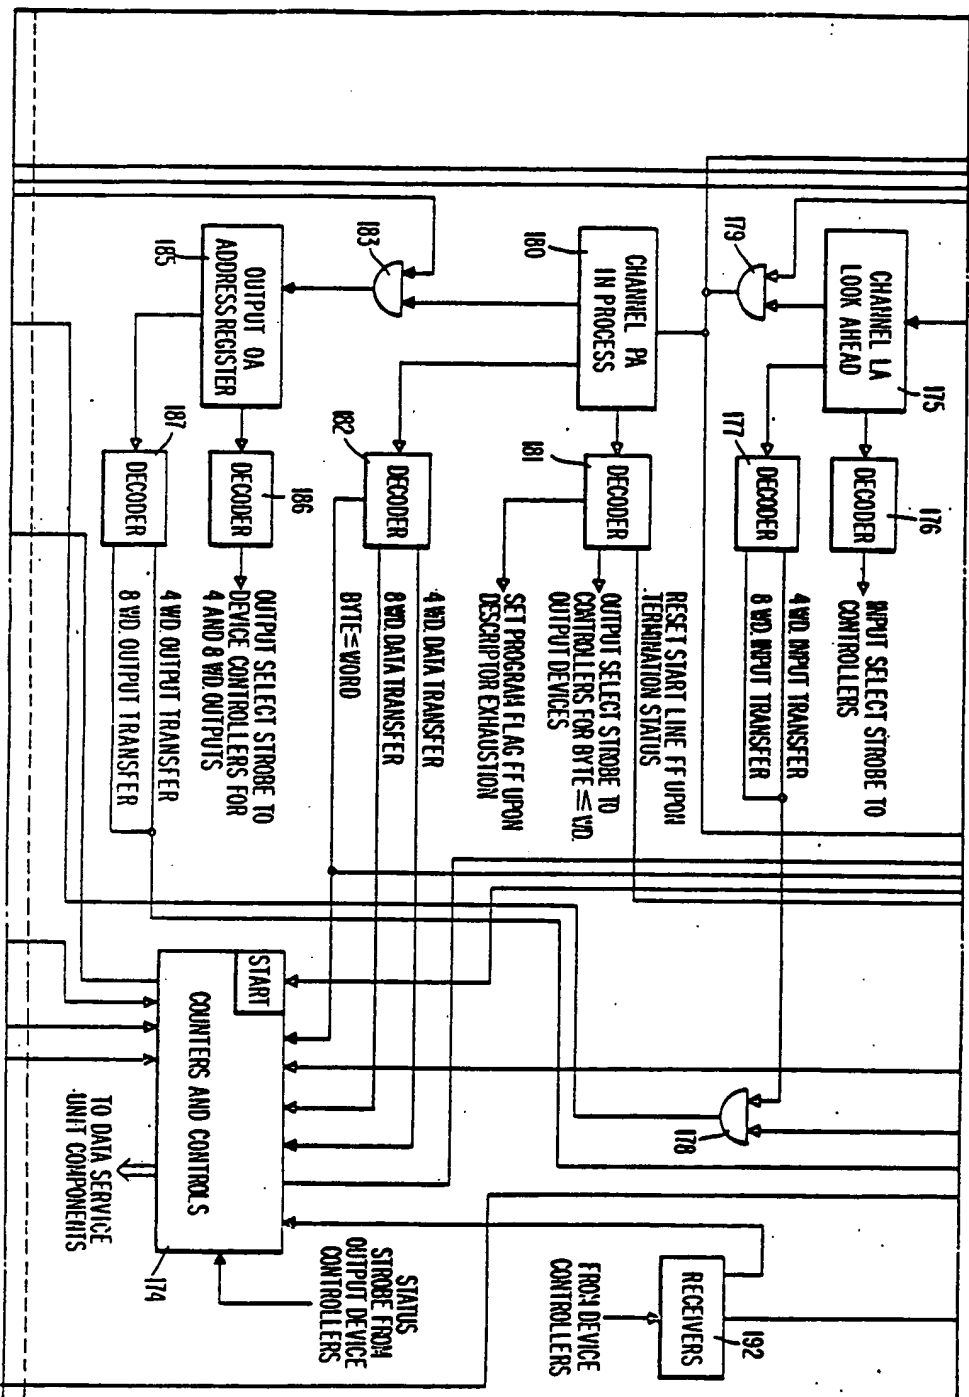 CHANNEL LA
LOOK AHEAD
175
179
DECODER
176
INPUT SELECT STROBE TO
CONTROLLERS
DECODER
177
4 WD. INPUT TRANSFER
8 WD. INPUT TRANSFER
178
RECEIVERS
192
FROM DEVICE
CONTROLLERS
CHANNEL PA
IN PROCESS
180
DECODER
181
RESET START LINE FF UPON
TERMINATION STATUS
OUTPUT SELECT STROBE TO
CONTROLLERS FOR BYTE ≤ WD.
OUTPUT DEVICES
SET PROGRAM FLAG FF UPON
DESCRIPTOR EXHAUSTION
183
DECODER
182
4 WD. DATA TRANSFER
8 WD. DATA TRANSFER
BYTE ≤ WORD
OUTPUT OA
ADDRESS REGISTER
185
DECODER
186
OUTPUT SELECT STROBE TO
DEVICE CONTROLLERS FOR
4 AND 8 WD. OUTPUTS
DECODER
187
4 WD. OUTPUT TRANSFER
8 WD. OUTPUT TRANSFER
START
COUNTERS AND CONTROLS
174
STATUS
STROBE FROM
OUTPUT DEVICE
CONTROLLERS
TO DATA SERVICE
UNIT COMPONENTS